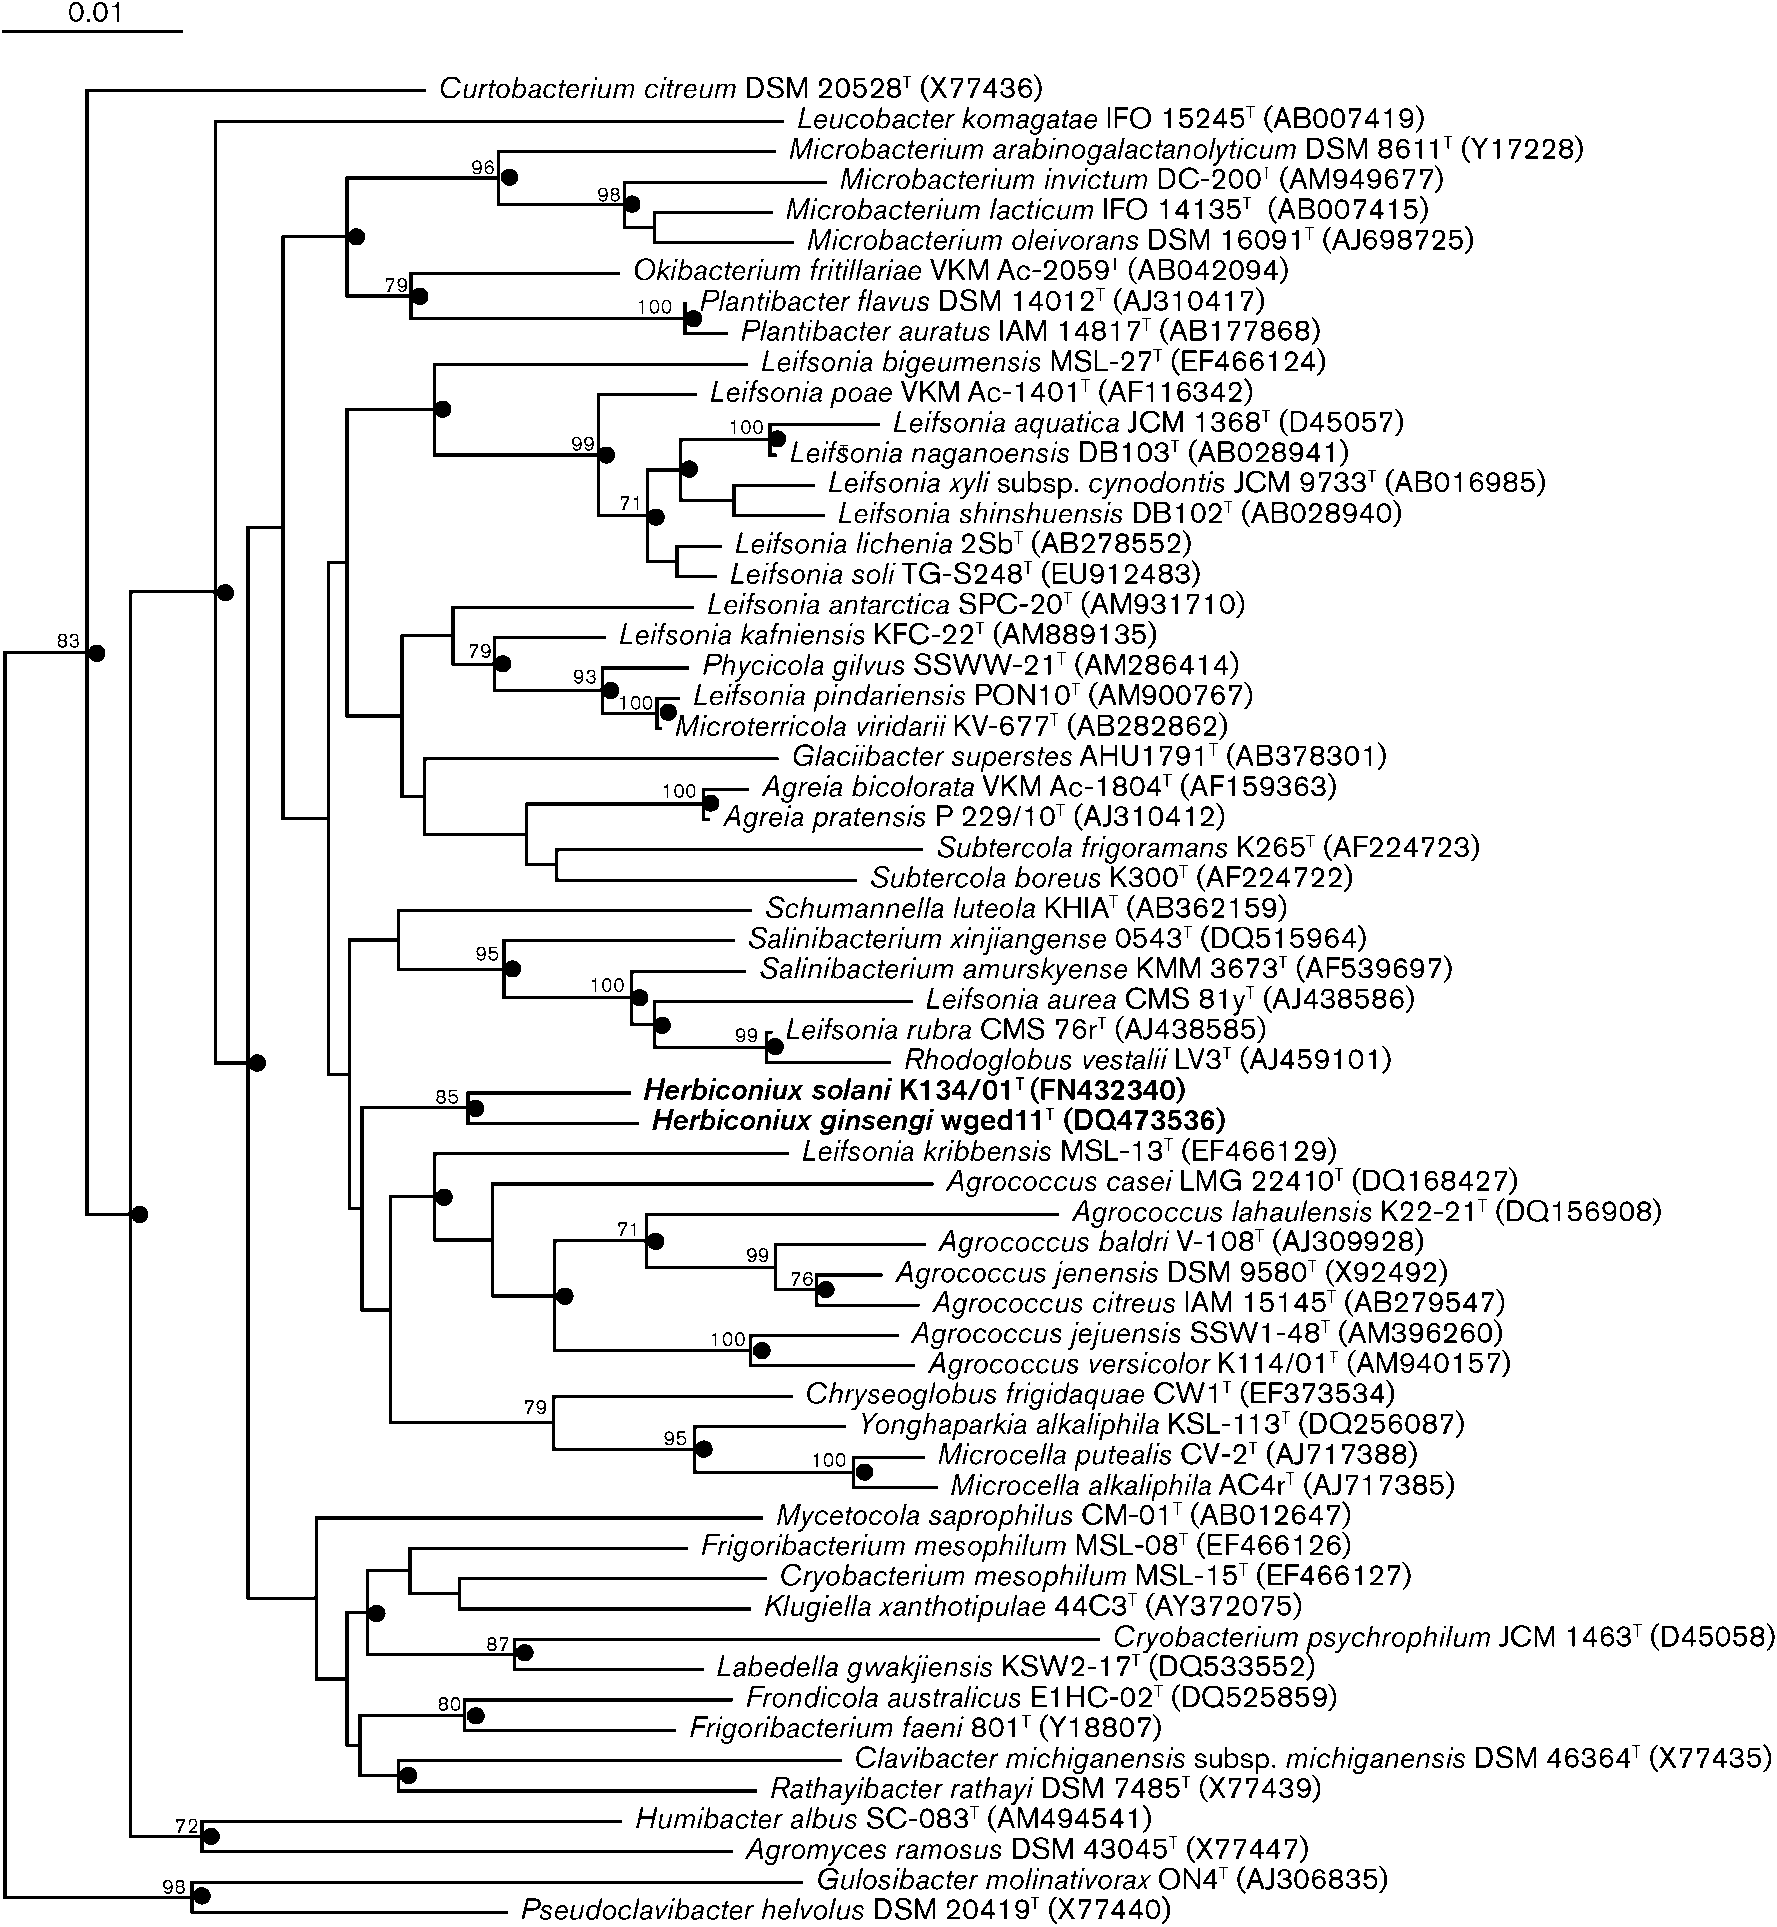 0.01
Curtobacterium citreum DSM 20528ᵀ (X77436)
Leucobacter komagatae IFO 15245ᵀ (AB007419)
Microbacterium arabinogalactanolyticum DSM 8611ᵀ (Y17228)
96
Microbacterium invictum DC-200ᵀ (AM949677)
98
Microbacterium lacticum IFO 14135ᵀ (AB007415)
Microbacterium oleivorans DSM 16091ᵀ (AJ698725)
Okibacterium fritillariae VKM Ac-2059ᵀ (AB042094)
79
100
Plantibacter flavus DSM 14012ᵀ (AJ310417)
Plantibacter auratus IAM 14817ᵀ (AB177868)
Leifsonia bigeumensis MSL-27ᵀ (EF466124)
Leifsonia poae VKM Ac-1401ᵀ (AF116342)
Leifsonia aquatica JCM 1368ᵀ (D45057)
100
99
Leifsonia naganoensis DB103ᵀ (AB028941)
Leifsonia xyli subsp. cynodontis JCM 9733ᵀ (AB016985)
71
Leifsonia shinshuensis DB102ᵀ (AB028940)
Leifsonia lichenia 2Sbᵀ (AB278552)
Leifsonia soli TG-S248ᵀ (EU912483)
Leifsonia antarctica SPC-20ᵀ (AM931710)
Leifsonia kafniensis KFC-22ᵀ (AM889135)
83
79
Phycicola gilvus SSWW-21ᵀ (AM286414)
93
Leifsonia pindariensis PON10ᵀ (AM900767)
100
Microterricola viridarii KV-677ᵀ (AB282862)
Glaciibacter superstes AHU1791ᵀ (AB378301)
100
Agreia bicolorata VKM Ac-1804ᵀ (AF159363)
Agreia pratensis P 229/10ᵀ (AJ310412)
Subtercola frigoramans K265ᵀ (AF224723)
Subtercola boreus K300ᵀ (AF224722)
Schumannella luteola KHIAᵀ (AB362159)
Salinibacterium xinjiangense 0543ᵀ (DQ515964)
95
Salinibacterium amurskyense KMM 3673ᵀ (AF539697)
100
Leifsonia aurea CMS 81yᵀ (AJ438586)
99
Leifsonia rubra CMS 76rᵀ (AJ438585)
Rhodoglobus vestalii LV3ᵀ (AJ459101)
Herbiconiux solani K134/01ᵀ (FN432340)
85
Herbiconiux ginsengi wged11ᵀ (DQ473536)
Leifsonia kribbensis MSL-13ᵀ (EF466129)
Agrococcus casei LMG 22410ᵀ (DQ168427)
Agrococcus lahaulensis K22-21ᵀ (DQ156908)
71
Agrococcus baldri V-108ᵀ (AJ309928)
99
Agrococcus jenensis DSM 9580ᵀ (X92492)
76
Agrococcus citreus IAM 15145ᵀ (AB279547)
Agrococcus jejuensis SSW1-48ᵀ (AM396260)
100
Agrococcus versicolor K114/01ᵀ (AM940157)
Chryseoglobus frigidaquae CW1ᵀ (EF373534)
79
Yonghaparkia alkaliphila KSL-113ᵀ (DQ256087)
95
Microcella putealis CV-2ᵀ (AJ717388)
100
Microcella alkaliphila AC4rᵀ (AJ717385)
Mycetocola saprophilus CM-01ᵀ (AB012647)
Frigoribacterium mesophilum MSL-08ᵀ (EF466126)
Cryobacterium mesophilum MSL-15ᵀ (EF466127)
Klugiella xanthotipulae 44C3ᵀ (AY372075)
Cryobacterium psychrophilum JCM 1463ᵀ (D45058)
87
Labedella gwakjiensis KSW2-17ᵀ (DQ533552)
Frondicola australicus E1HC-02ᵀ (DQ525859)
80
Frigoribacterium faeni 801ᵀ (Y18807)
Clavibacter michiganensis subsp. michiganensis DSM 46364ᵀ (X77435)
Rathayibacter rathayi DSM 7485ᵀ (X77439)
Humibacter albus SC-083ᵀ (AM494541)
72
Agromyces ramosus DSM 43045ᵀ (X77447)
Gulosibacter molinativorax ON4ᵀ (AJ306835)
98
Pseudoclavibacter helvolus DSM 20419ᵀ (X77440)